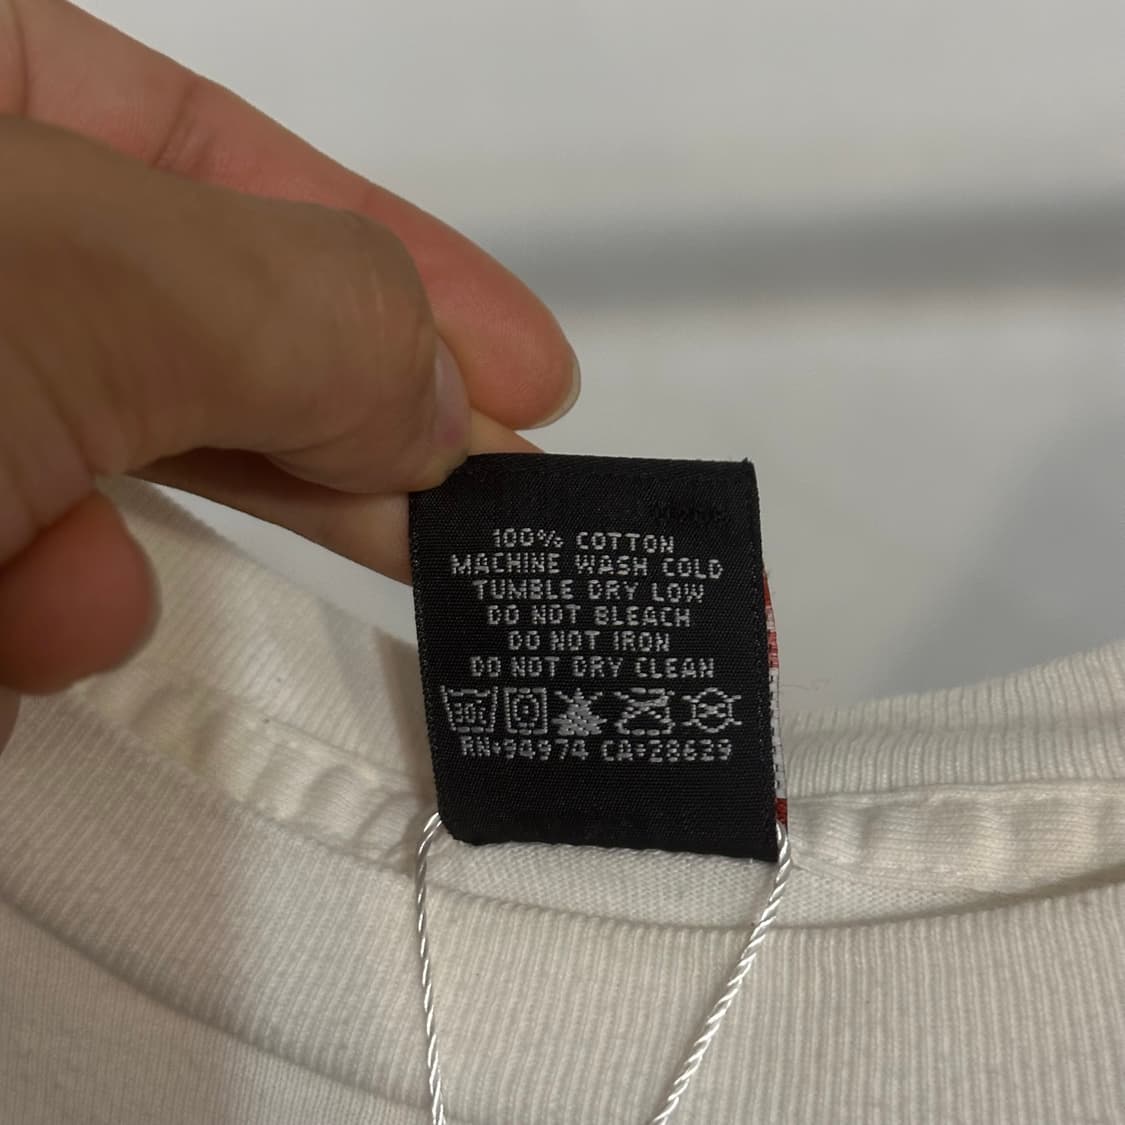 100% COTTON
MACHINE WASH COLD
TUMBLE DRY LOW
DO NOT BLEACH
DO NOT IRON
DO NOT DRY CLEAN
30C
RN:94974 CA:28629